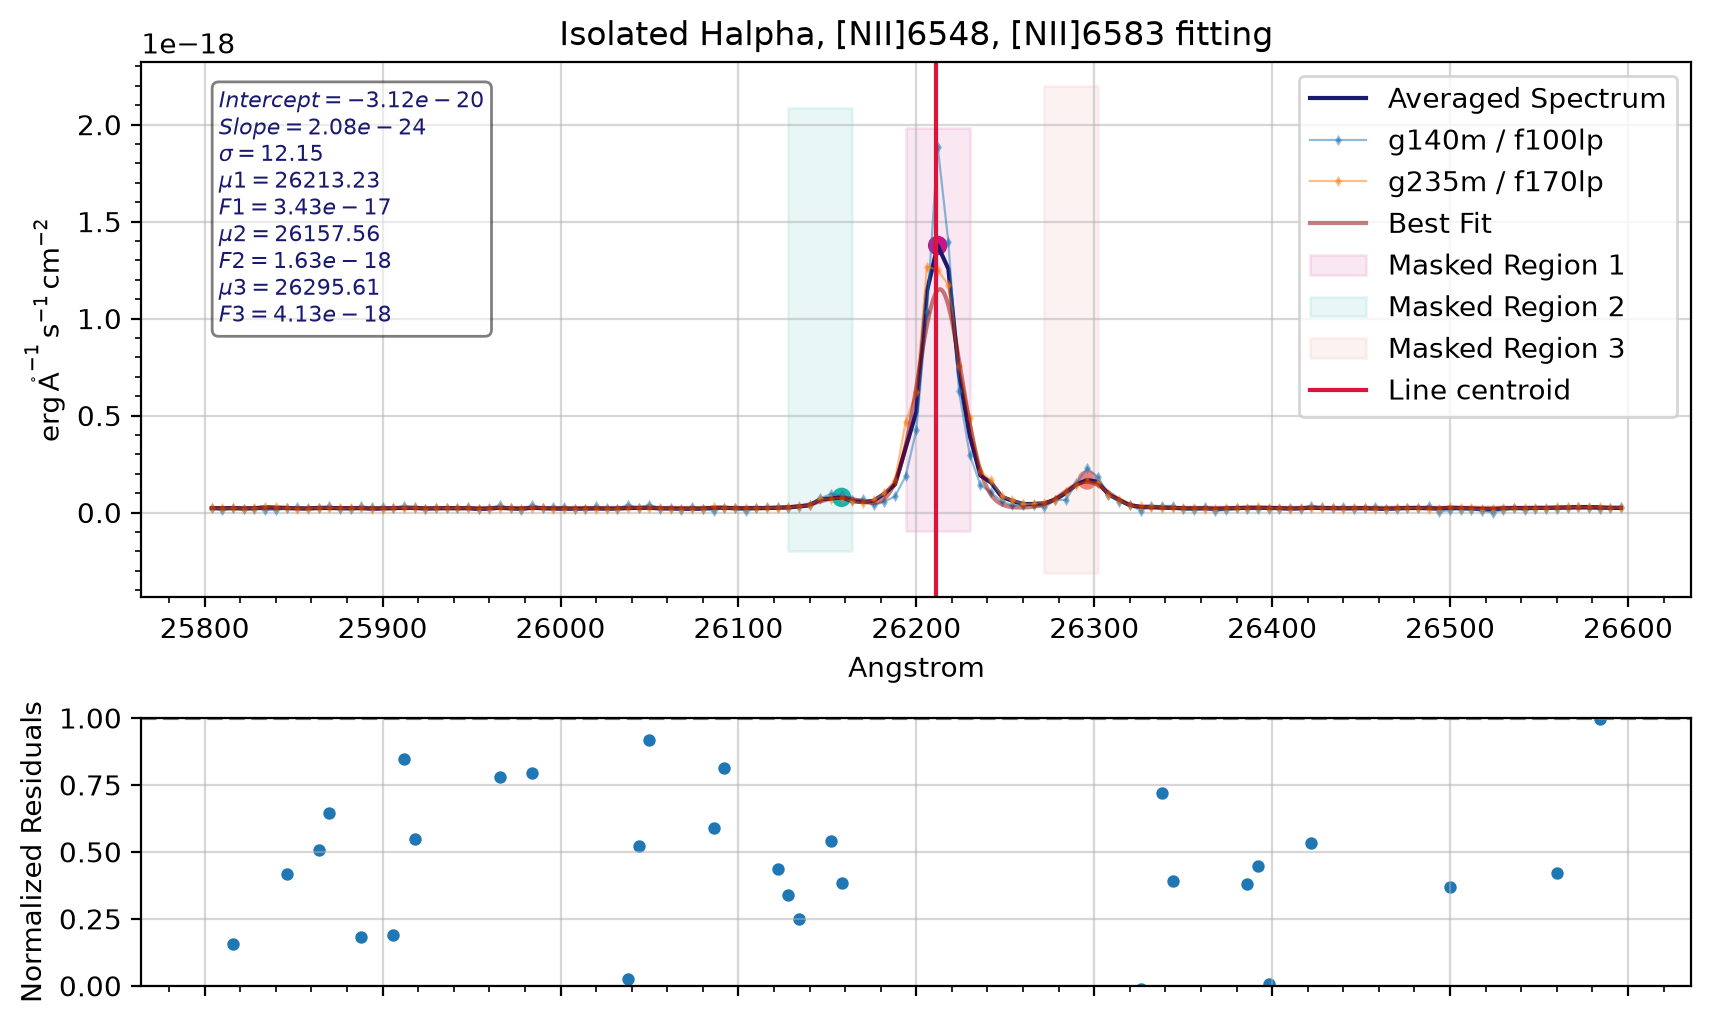 Isolated Halpha, [NII]6548, [NII]6583 fitting
1e−18
Intercept = −3.12e − 20
Slope = 2.08e − 24
σ = 12.15
μ1 = 26213.23
F1 = 3.43e − 17
μ2 = 26157.56
F2 = 1.63e − 18
μ3 = 26295.61
F3 = 4.13e − 18
Averaged Spectrum
g140m / f100lp
g235m / f170lp
Best Fit
Masked Region 1
Masked Region 2
Masked Region 3
Line centroid
erg Å⁻¹ s⁻¹ cm⁻²
2.0
1.5
1.0
0.5
0.0
25800 25900 26000 26100 26200 26300 26400 26500 26600
Angstrom
Normalized Residuals
1.00
0.75
0.50
0.25
0.00